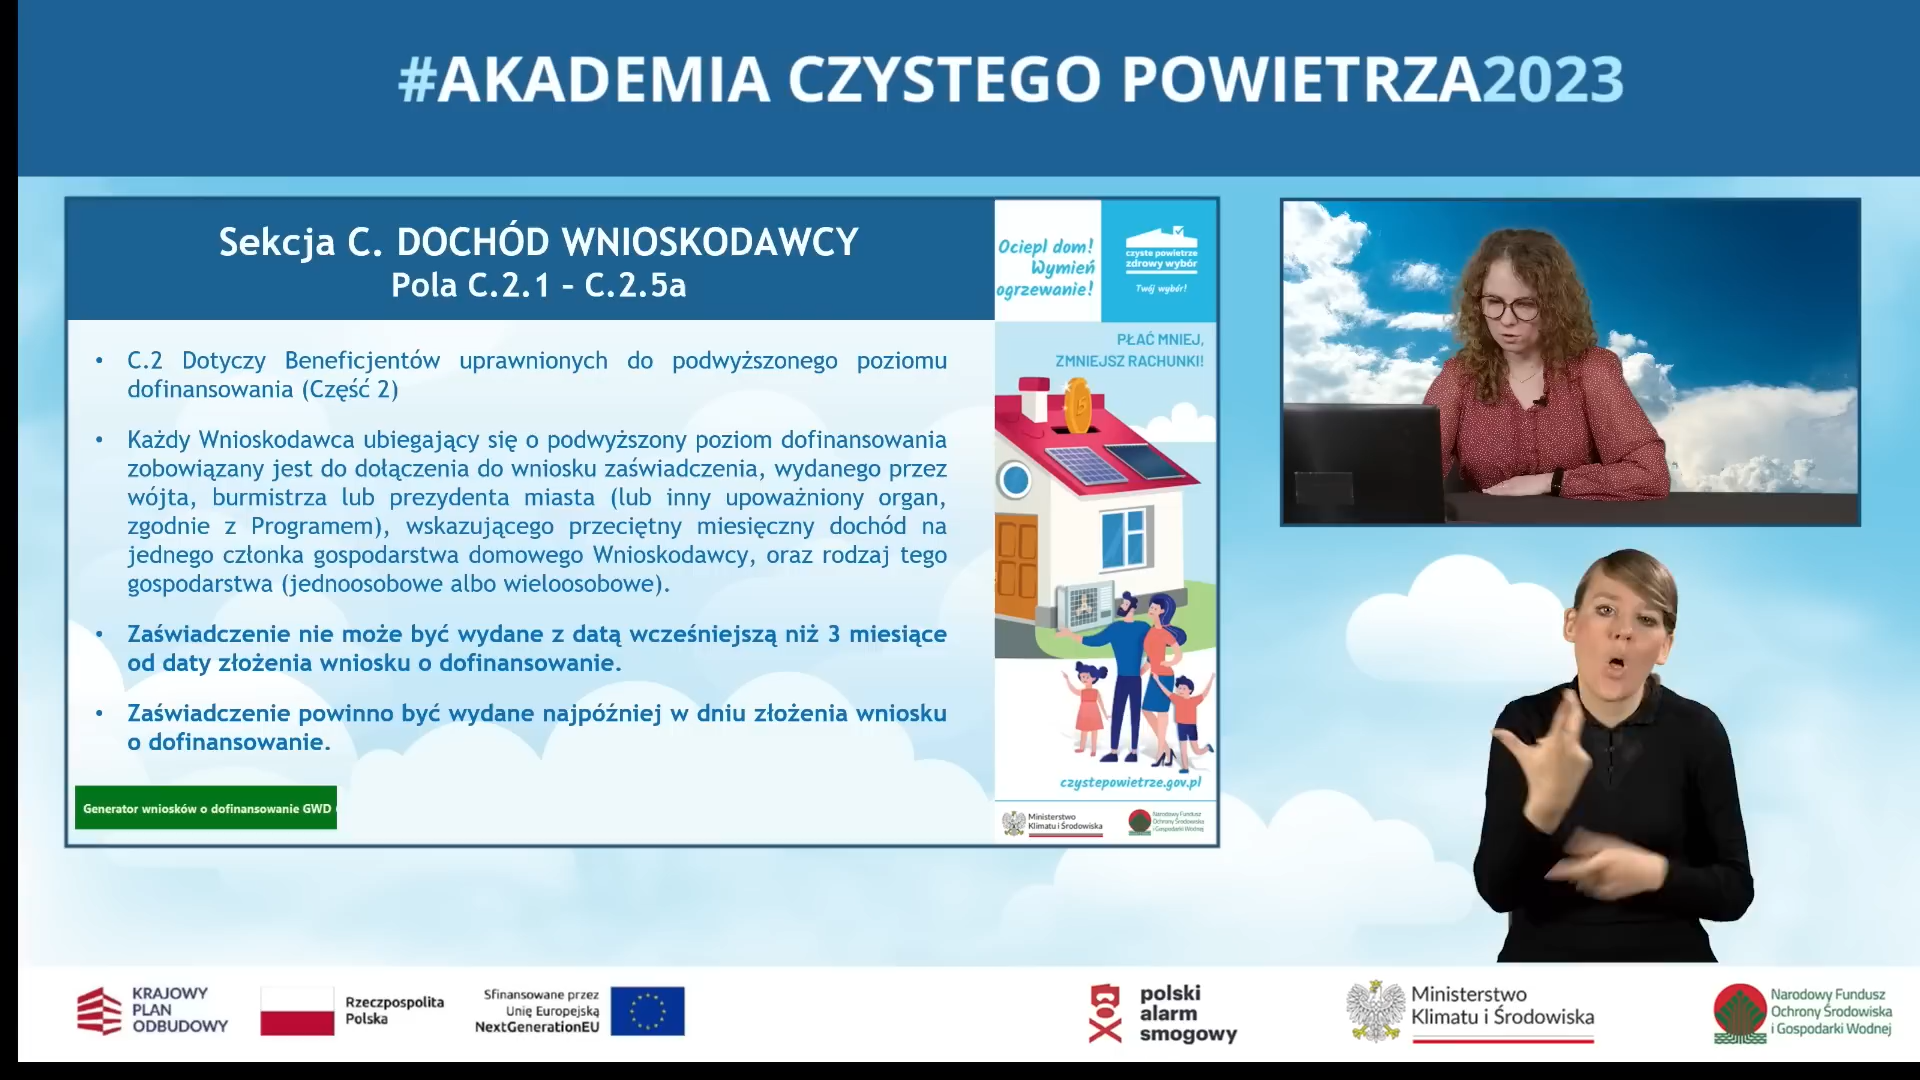 #AKADEMIA CZYSTEGO POWIETRZA2023
Sekcja C. DOCHÓD WNIOSKODAWCY
Pola C.2.1 – C.2.5a
• C.2 Dotyczy Beneficjentów uprawnionych do podwyższonego poziomu
dofinansowania (Część 2)
• Każdy Wnioskodawca ubiegający się o podwyższony poziom dofinansowania
zobowiązany jest do dołączenia do wniosku zaświadczenia, wydanego przez
wójta, burmistrza lub prezydenta miasta (lub inny upoważniony organ,
zgodnie z Programem), wskazującego przeciętny miesięczny dochód na
jednego członka gospodarstwa domowego Wnioskodawcy, oraz rodzaj tego
gospodarstwa (jednoosobowe albo wieloosobowe).
• Zaświadczenie nie może być wydane z datą wcześniejszą niż 3 miesiące
od daty złożenia wniosku o dofinansowanie.
• Zaświadczenie powinno być wydane najpóźniej w dniu złożenia wniosku
o dofinansowanie.
Generator wniosków o dofinansowanie GWD
Ociepl dom!
Wymień
ogrzewanie!
czyste powietrze
zdrowy wybór
Twój wybór!
PŁAĆ MNIEJ,
ZMNIEJSZ RACHUNKI!
czystepowietrze.gov.pl
Ministerstwo
Klimatu i Środowiska
Narodowy Fundusz
Ochrony Środowiska
i Gospodarki Wodnej
KRAJOWY
PLAN
ODBUDOWY
Rzeczpospolita
Polska
Sfinansowane przez
Unię Europejską
NextGenerationEU
polski
alarm
smogowy
Ministerstwo
Klimatu i Środowiska
Narodowy Fundusz
Ochrony Środowiska
i Gospodarki Wodnej